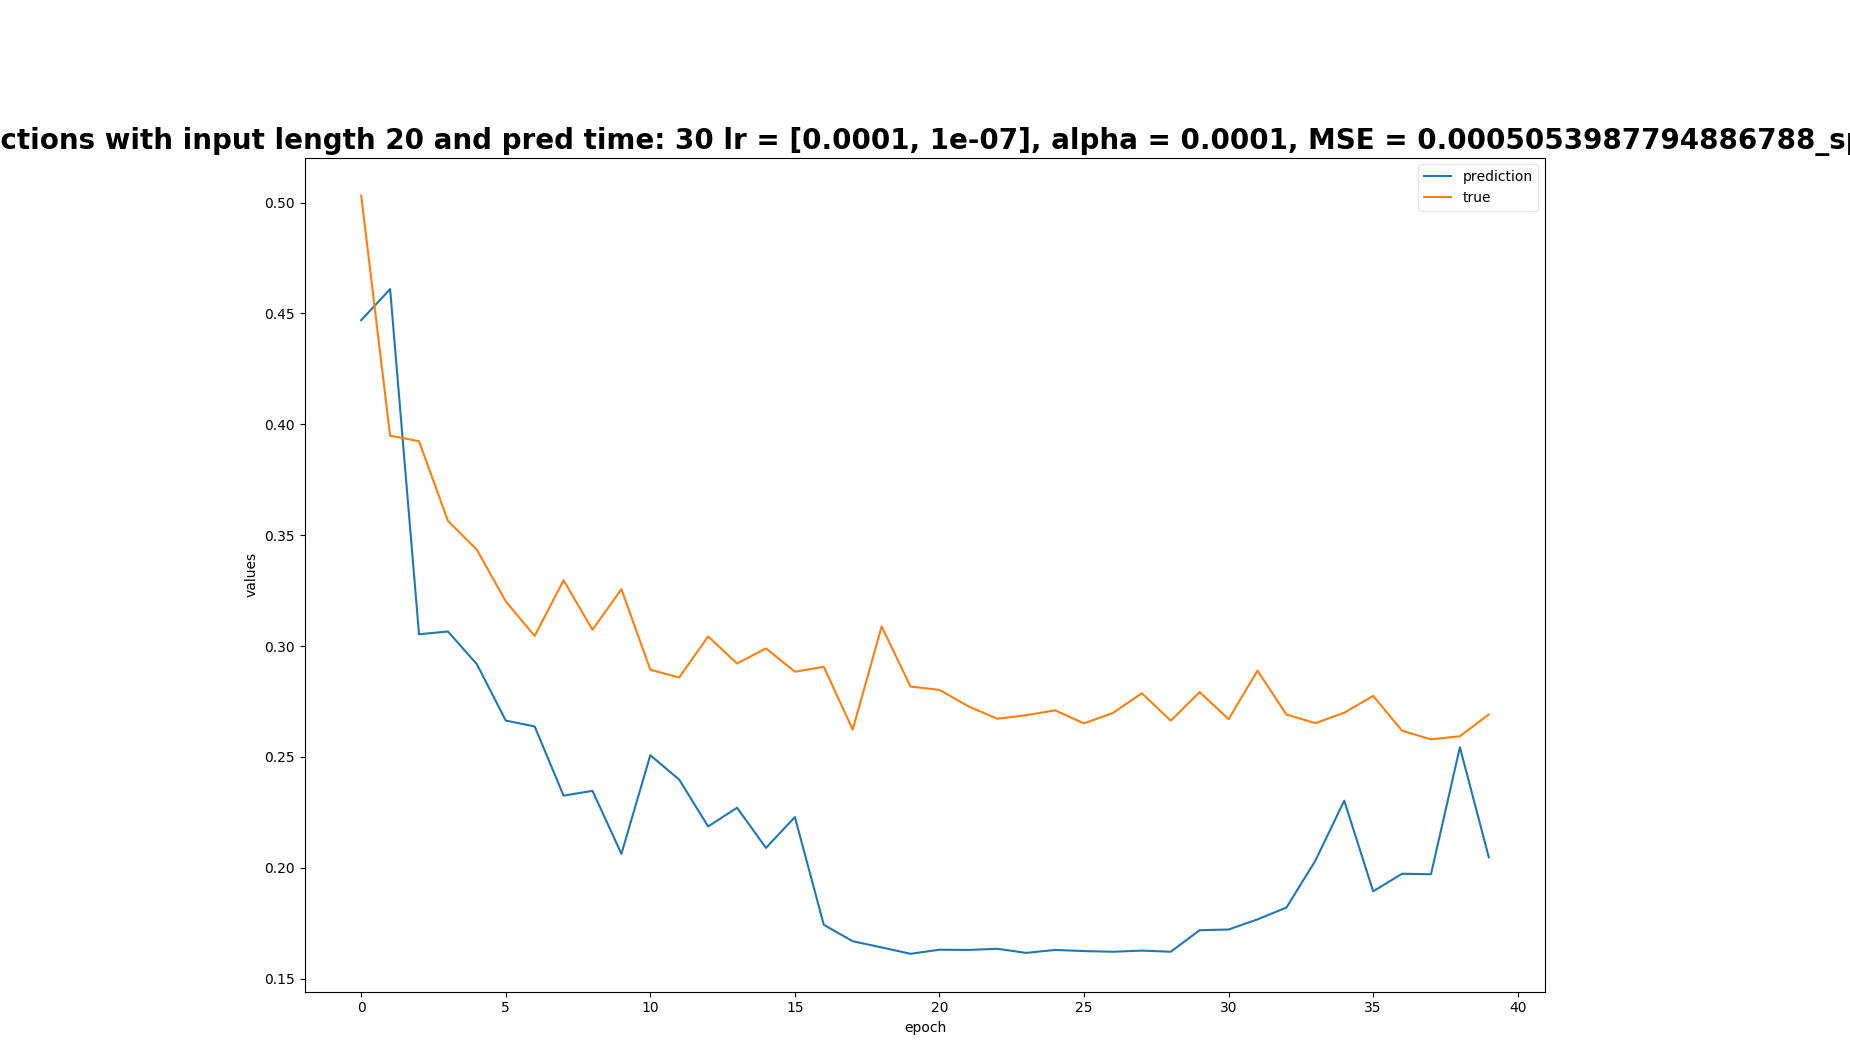 ctions with input length 20 and pred time: 30 lr = [0.0001, 1e-07], alpha = 0.0001, MSE = 0.0005053987794886788_sp
prediction
true
0.50
0.45
0.40
0.35
0.30
0.25
0.20
0.15
values
0 5 10 15 20 25 30 35 40
epoch